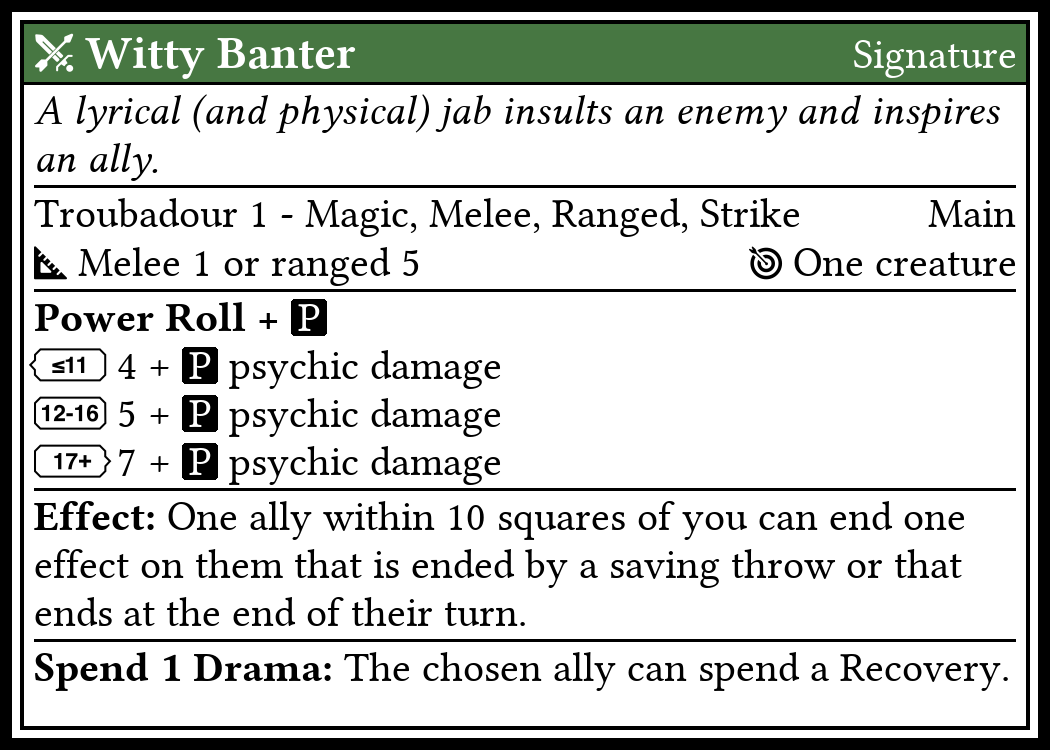 Witty Banter Signature
A lyrical (and physical) jab insults an enemy and inspires
an ally.
Troubadour 1 - Magic, Melee, Ranged, Strike Main
Melee 1 or ranged 5 One creature
Power Roll + P
≤11 4 + P psychic damage
12-16 5 + P psychic damage
17+ 7 + P psychic damage
Effect: One ally within 10 squares of you can end one
effect on them that is ended by a saving throw or that
ends at the end of their turn.
Spend 1 Drama: The chosen ally can spend a Recovery.